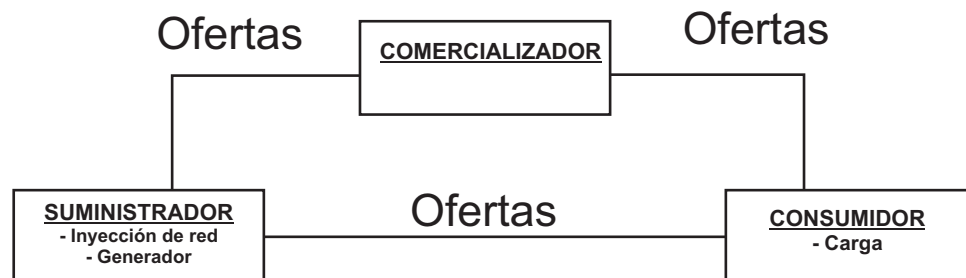 Ofertas
Ofertas
COMERCIALIZADOR
SUMINISTRADOR
- Inyección de red
- Generador
Ofertas
CONSUMIDOR
- Carga